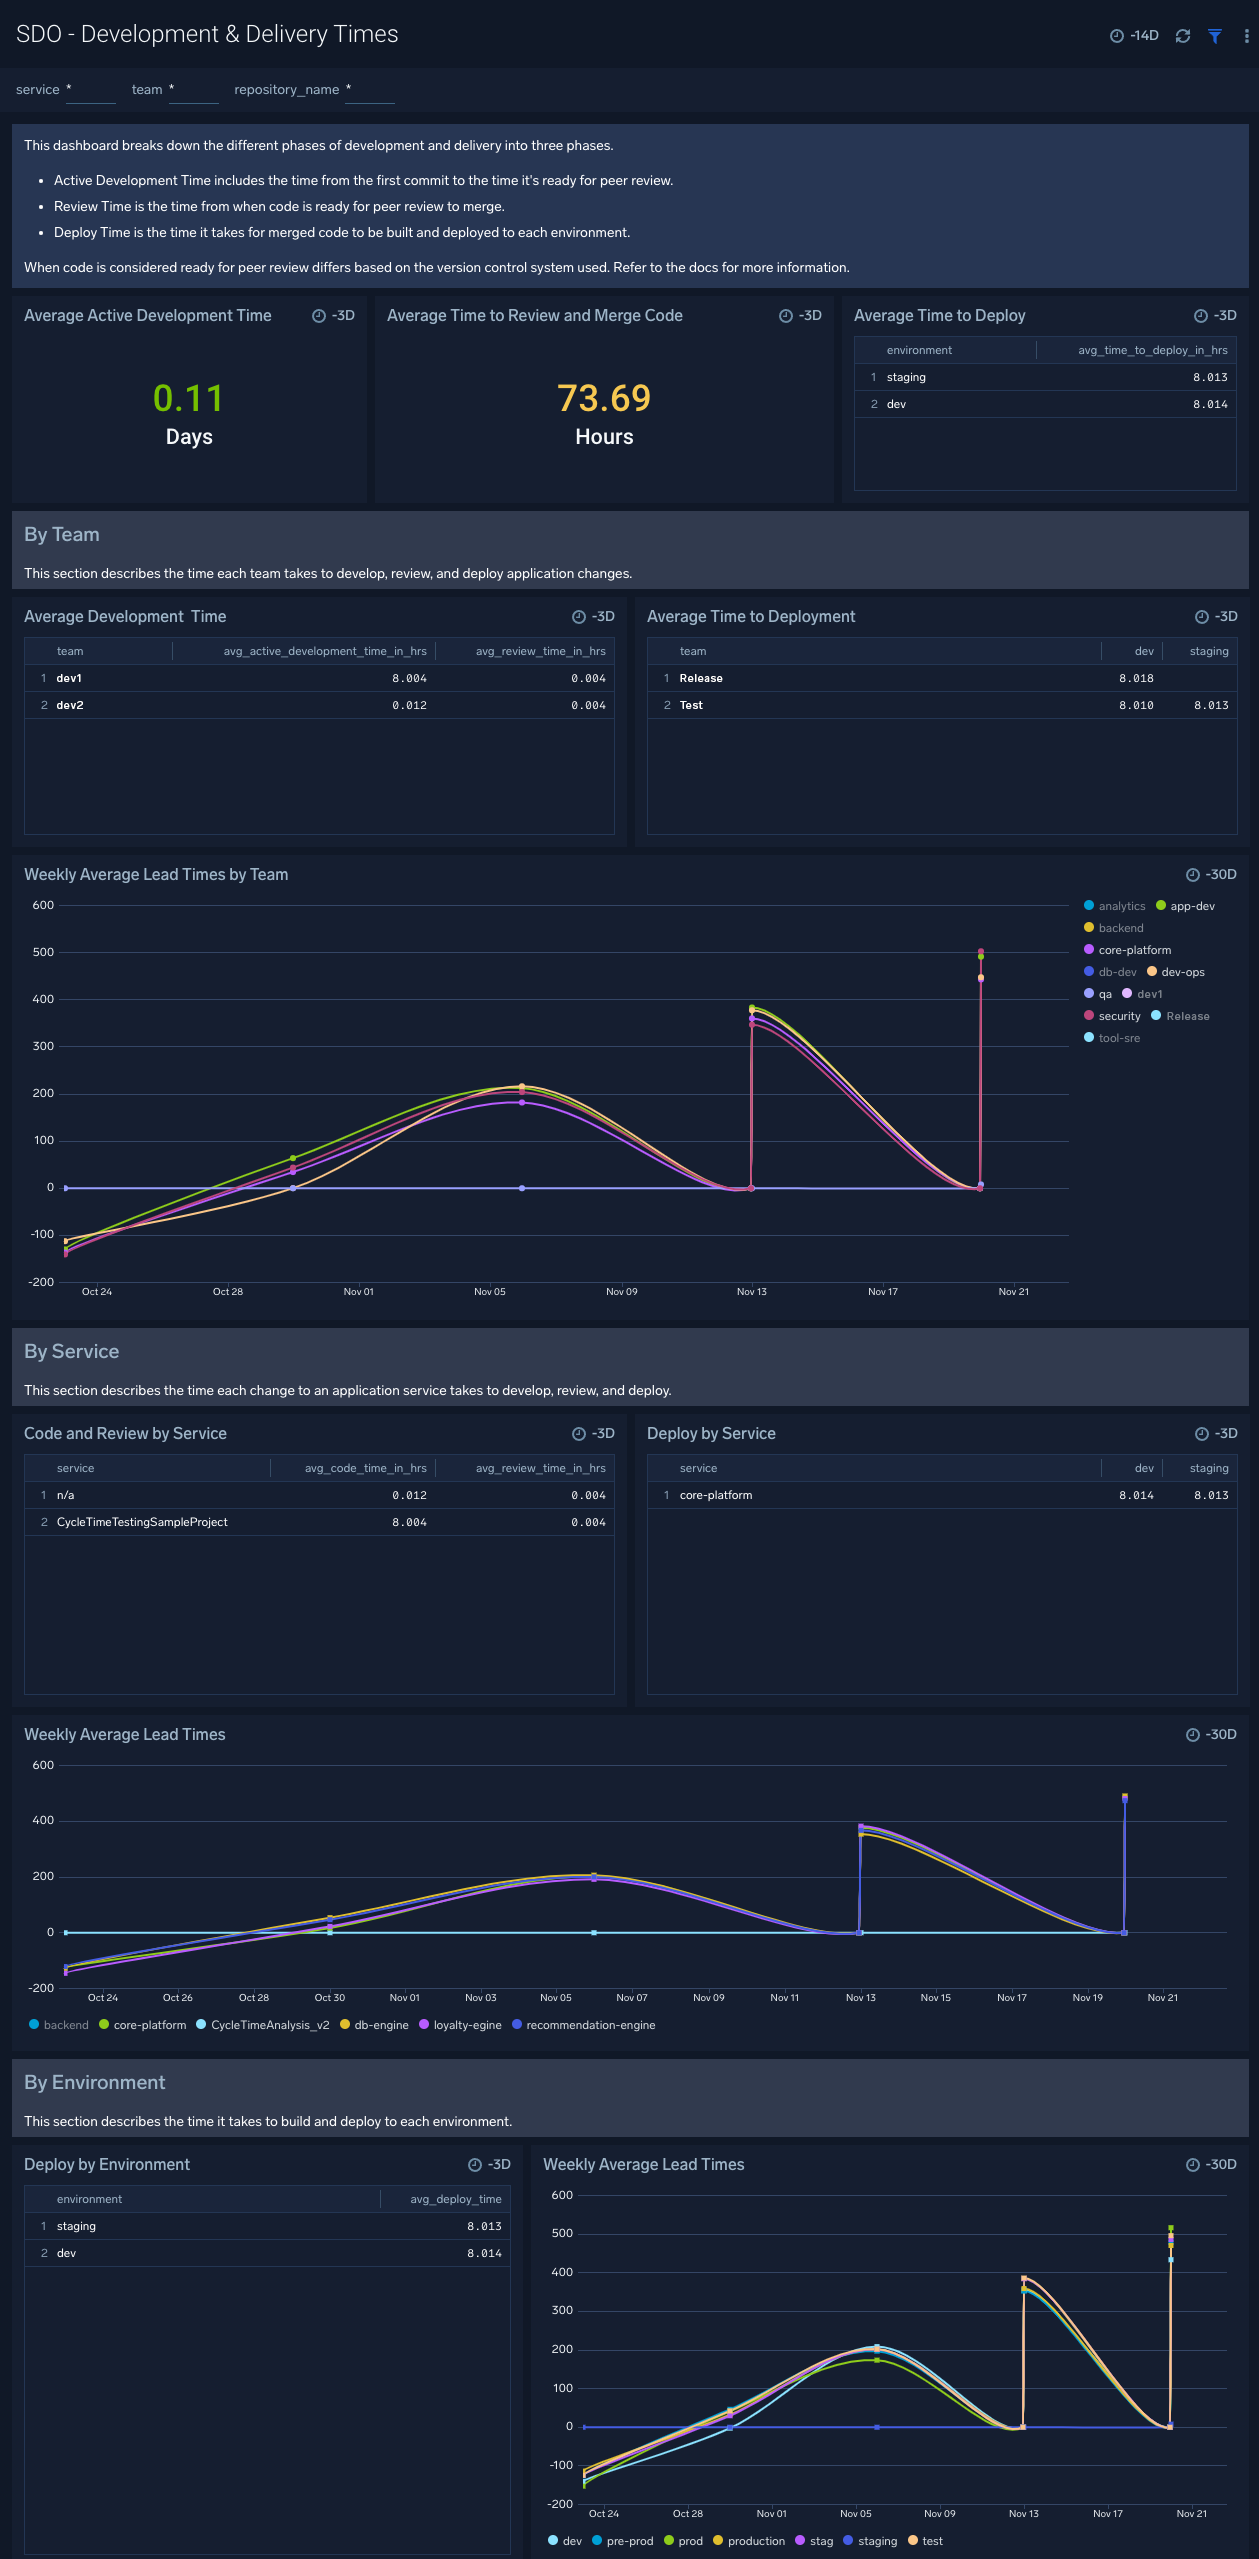 SDO - Development & Delivery Times
-14D
service * team * repository_name *
This dashboard breaks down the different phases of development and delivery into three phases.
• Active Development Time includes the time from the first commit to the time it's ready for peer review.
• Review Time is the time from when code is ready for peer review to merge.
• Deploy Time is the time it takes for merged code to be built and deployed to each environment.
When code is considered ready for peer review differs based on the version control system used. Refer to the docs for more information.
Average Active Development Time -3D
0.11
Days
Average Time to Review and Merge Code -3D
73.69
Hours
Average Time to Deploy -3D
environment avg_time_to_deploy_in_hrs
1 staging 8.013
2 dev 8.014
By Team
This section describes the time each team takes to develop, review, and deploy application changes.
Average Development Time -3D
team avg_active_development_time_in_hrs avg_review_time_in_hrs
1 dev1 8.004 0.004
2 dev2 0.012 0.004
Average Time to Deployment -3D
team dev staging
1 Release 8.018
2 Test 8.010 8.013
Weekly Average Lead Times by Team -30D
600
500
400
300
200
100
0
-100
-200
Oct 24 Oct 28 Nov 01 Nov 05 Nov 09 Nov 13 Nov 17 Nov 21
analytics app-dev
backend
core-platform
db-dev dev-ops
qa dev1
security Release
tool-sre
By Service
This section describes the time each change to an application service takes to develop, review, and deploy.
Code and Review by Service -3D
service avg_code_time_in_hrs avg_review_time_in_hrs
1 n/a 0.012 0.004
2 CycleTimeTestingSampleProject 8.004 0.004
Deploy by Service -3D
service dev staging
1 core-platform 8.014 8.013
Weekly Average Lead Times -30D
600
400
200
0
-200
Oct 24 Oct 26 Oct 28 Oct 30 Nov 01 Nov 03 Nov 05 Nov 07 Nov 09 Nov 11 Nov 13 Nov 15 Nov 17 Nov 19 Nov 21
backend core-platform CycleTimeAnalysis_v2 db-engine loyalty-egine recommendation-engine
By Environment
This section describes the time it takes to build and deploy to each environment.
Deploy by Environment -3D
environment avg_deploy_time
1 staging 8.013
2 dev 8.014
Weekly Average Lead Times -30D
600
500
400
300
200
100
0
-100
-200
Oct 24 Oct 28 Nov 01 Nov 05 Nov 09 Nov 13 Nov 17 Nov 21
dev pre-prod prod production stag staging test